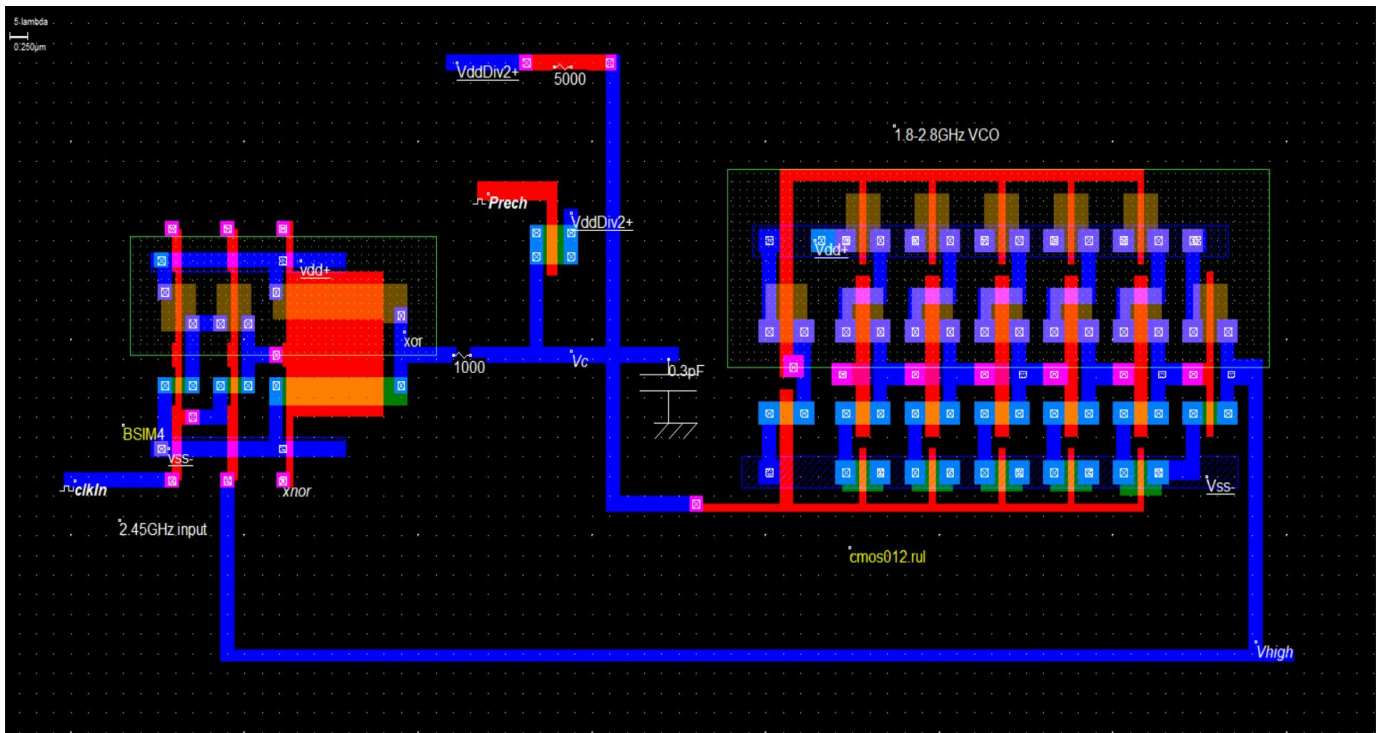 5 lambda
0.250µm
VddDiv2+
5000
1.8-2.8GHz VCO
Prech
VddDiv2+
Vdd+
vdd+
xor
1000
Vc
0.3pF
BSIM4
vss-
clkIn
xnor
Vss-
2.45GHz input
cmos012.rul
Vhigh